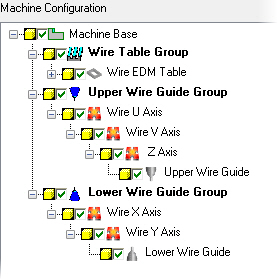 Machine Configuration
Machine Base
Wire Table Group
Wire EDM Table
Upper Wire Guide Group
Wire U Axis
Wire V Axis
Z Axis
Upper Wire Guide
Lower Wire Guide Group
Wire X Axis
Wire Y Axis
Lower Wire Guide